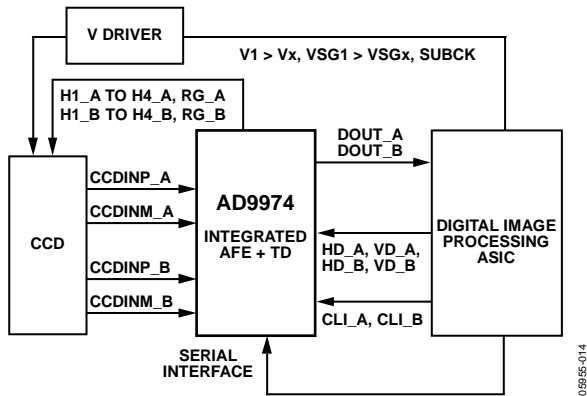 V DRIVER
V1 > Vx, VSG1 > VSGx, SUBCK
H1_A TO H4_A, RG_A
H1_B TO H4_B, RG_B
DOUT_A
DOUT_B
CCDINP_A
CCDINM_A
CCD
CCDINP_B
CCDINM_B
AD9974
INTEGRATED
AFE + TD
HD_A, VD_A,
HD_B, VD_B
CLI_A, CLI_B
DIGITAL IMAGE
PROCESSING
ASIC
SERIAL
INTERFACE
05955-014